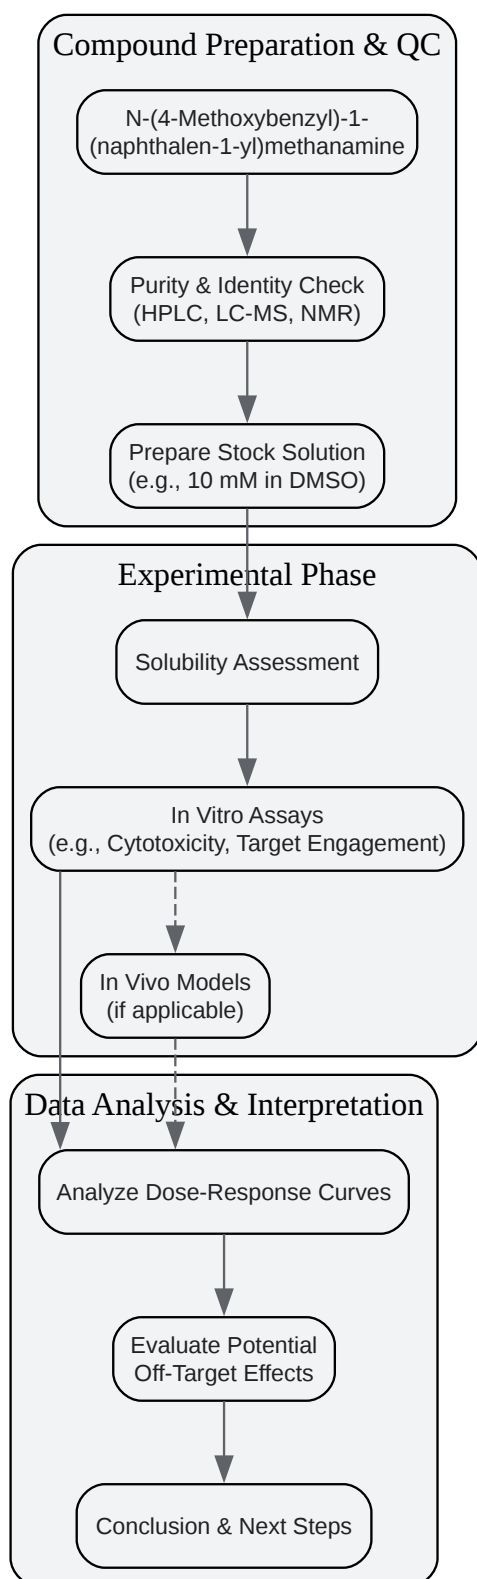 Compound Preparation & QC
N-(4-Methoxybenzyl)-1-
(naphthalen-1-yl)methanamine
Purity & Identity Check
(HPLC, LC-MS, NMR)
Prepare Stock Solution
(e.g., 10 mM in DMSO)
Experimental Phase
Solubility Assessment
In Vitro Assays
(e.g., Cytotoxicity, Target Engagement)
In Vivo Models
(if applicable)
Data Analysis & Interpretation
Analyze Dose-Response Curves
Evaluate Potential
Off-Target Effects
Conclusion & Next Steps